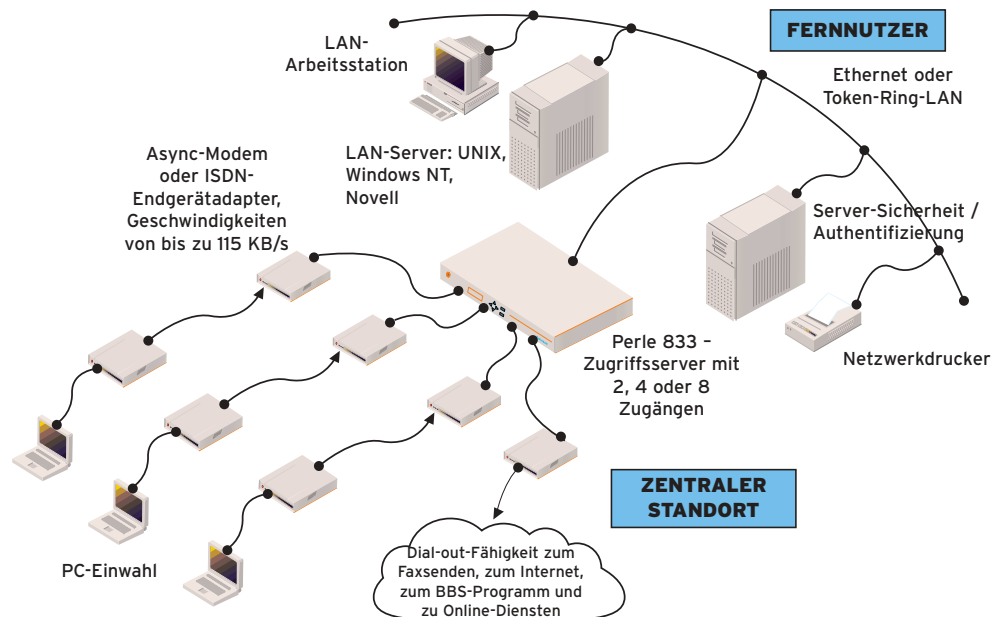 LAN-
Arbeitsstation
FERNNUTZER
Ethernet oder
Token-Ring-LAN
Async-Modem
oder ISDN-
Endgerätadapter,
Geschwindigkeiten
von bis zu 115 KB/s
LAN-Server: UNIX,
Windows NT,
Novell
Server-Sicherheit /
Authentifizierung
Perle 833 –
Zugriffsserver mit
2, 4 oder 8
Zugängen
Netzwerkdrucker
ZENTRALER
STANDORT
PC-Einwahl
Dial-out-Fähigkeit zum
Faxsenden, zum Internet,
zum BBS-Programm und
zu Online-Diensten